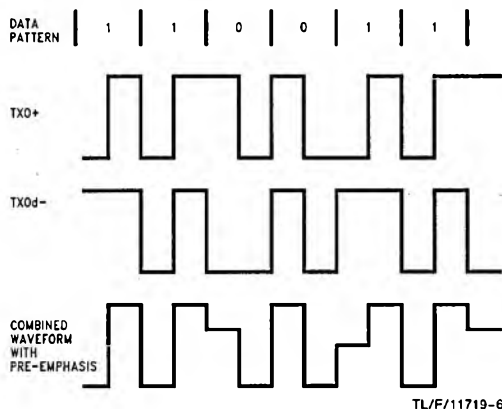 DATA
PATTERN
1 1 0 0 1 1
TXO+
TXOd-
COMBINED
WAVEFORM
WITH
PRE-EMPHASIS
TL/F/11719-6